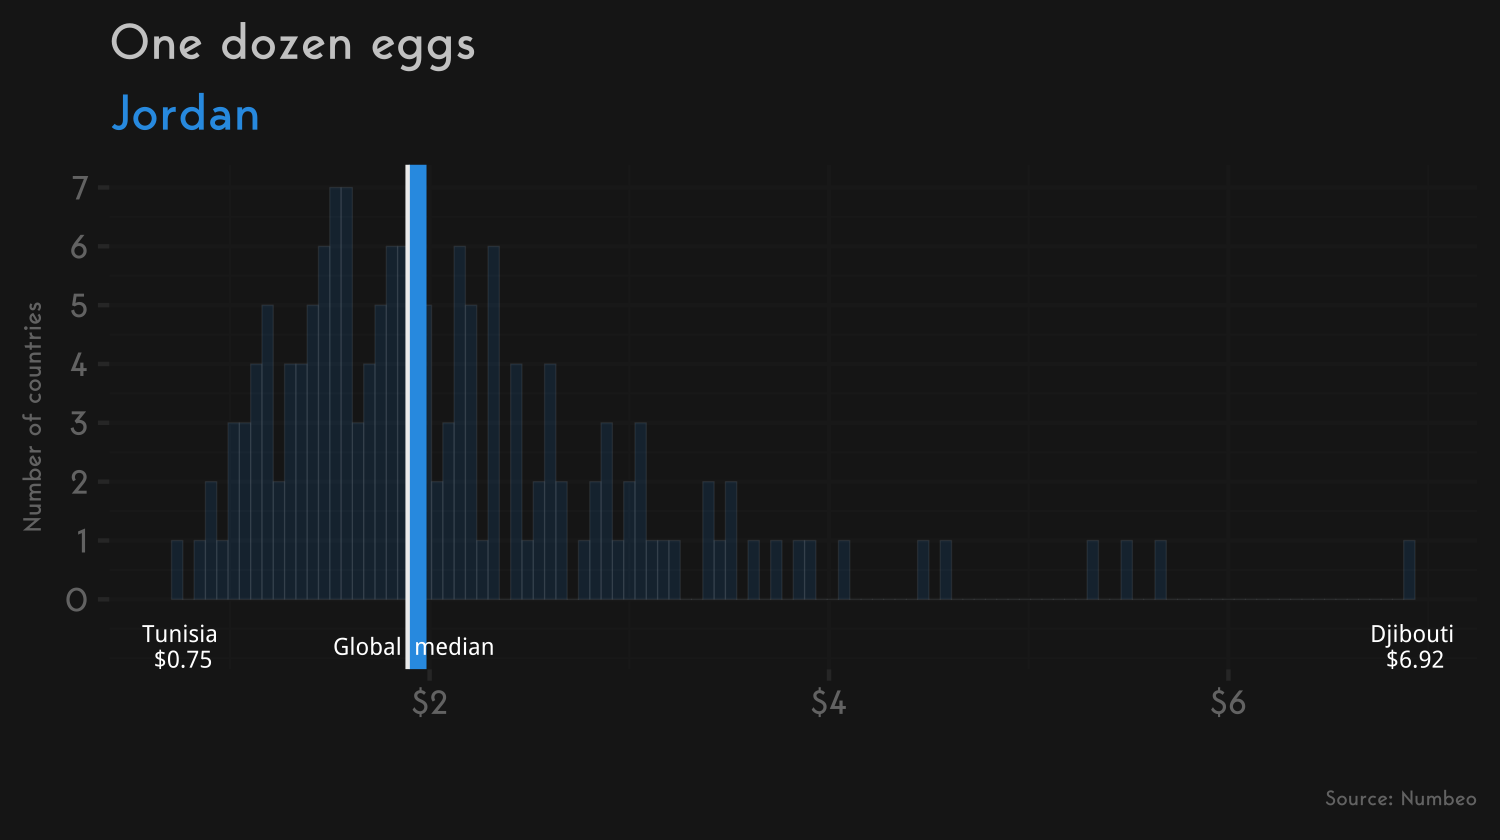 One dozen eggs
Jordan
Number of countries
7
6
5
4
3
2
1
0
Tunisia
$0.75
Global median
Djibouti
$6.92
$2
$4
$6
Source: Numbeo